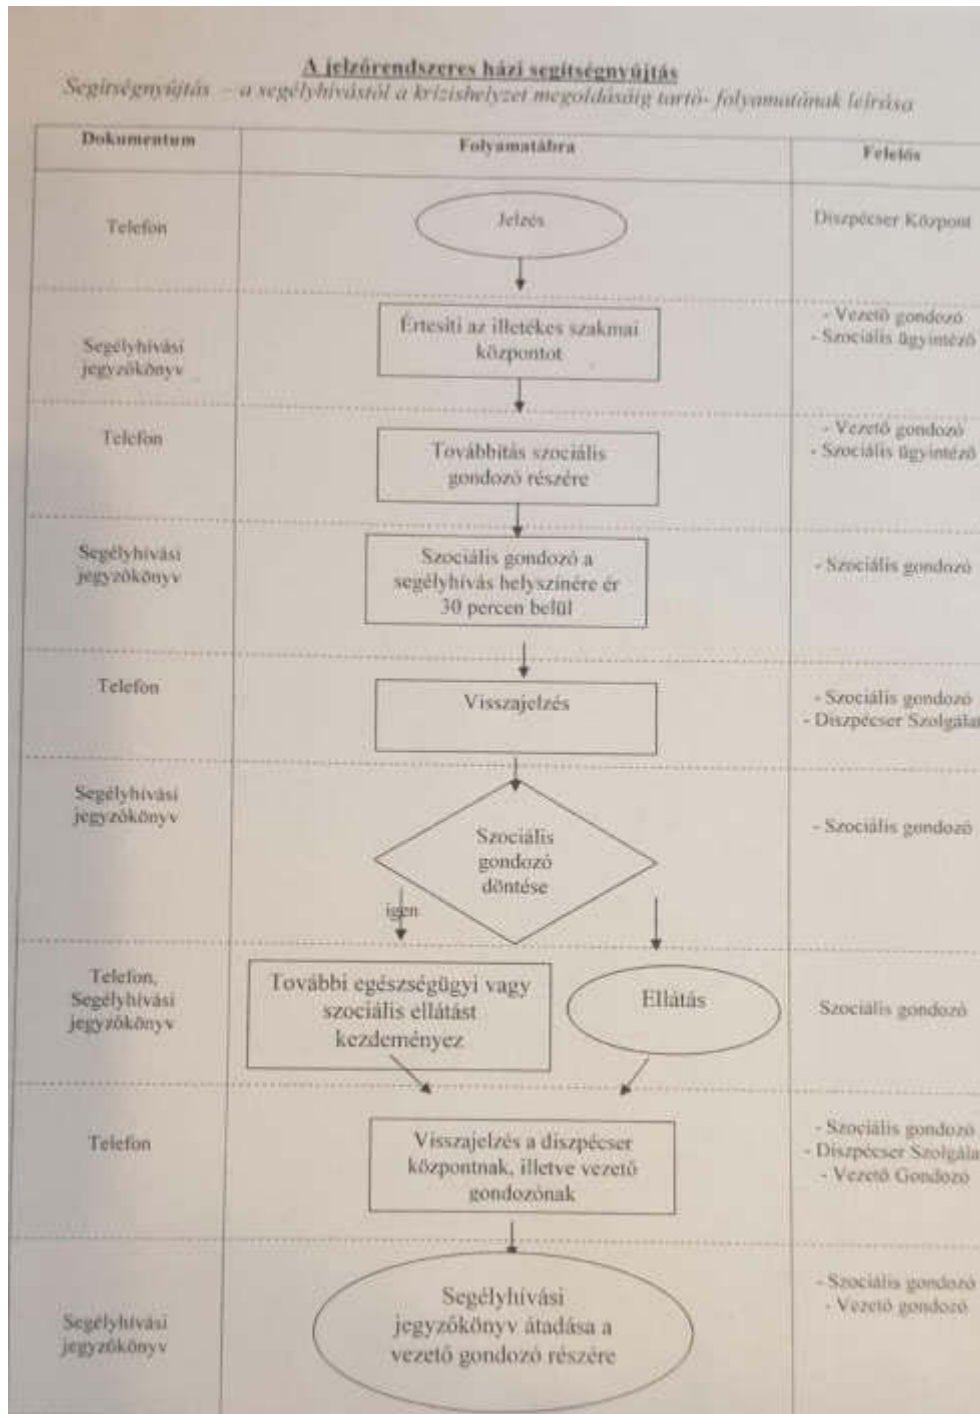 A jelzőrendszeres házi segítségnyújtás
Segítségnyújtás – a segélyhívástól a krízishelyzet megoldásáig tartó- folyamatának leírása
Dokumentum
Folyamatábra
Felelős
Telefon
Jelzés
Diszpécser Központ
Segélyhívási
jegyzőkönyv
Értesíti az illetékes szakmai
központot
- Vezető gondozó
- Szociális ügyintéző
Telefon
Továbbítás szociális
gondozó részére
- Vezető gondozó
- Szociális ügyintéző
Segélyhívási
jegyzőkönyv
Szociális gondozó a
segélyhívás helyszínére ér
30 percen belül
- Szociális gondozó
Telefon
Visszajelzés
- Szociális gondozó
- Diszpécser Szolgálat
Segélyhívási
jegyzőkönyv
Szociális
gondozó
döntése
- Szociális gondozó
igen
Telefon,
Segélyhívási
jegyzőkönyv
További egészségügyi vagy
szociális ellátást
kezdeményez
Ellátás
Szociális gondozó
Telefon
Visszajelzés a diszpécser
központnak, illetve vezető
gondozónak
- Szociális gondozó
- Diszpécser Szolgála
- Vezető Gondozó
Segélyhívási
jegyzőkönyv
Segélyhívási
jegyzőkönyv átadása a
vezető gondozó részére
- Szociális gondozó
- Vezető gondozó